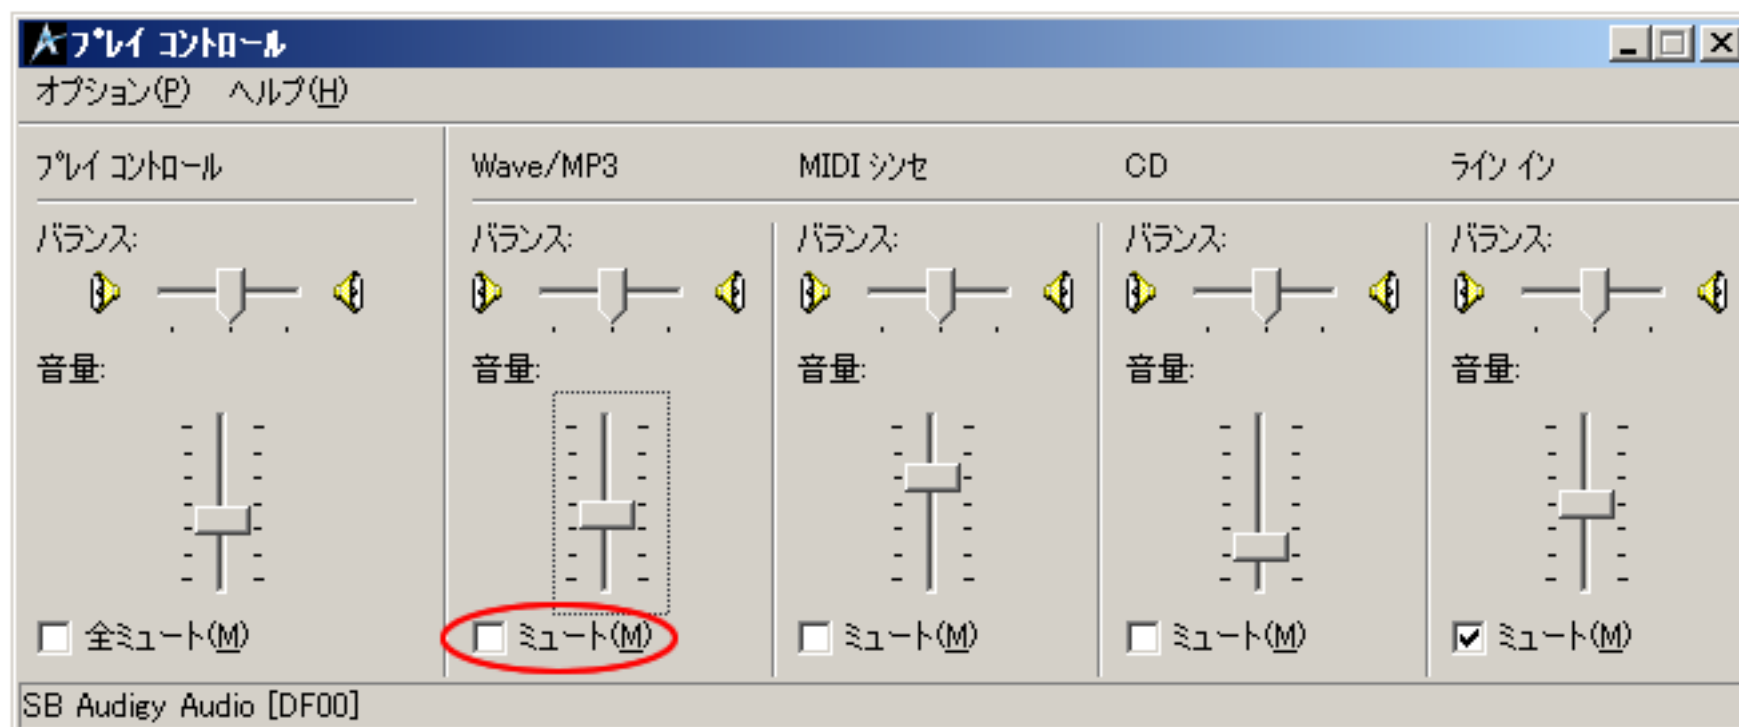 プレイ コントロール
オプション(P) ヘルプ(H)
プレイ コントロール Wave/MP3 MIDI シンセ CD ライン イン
バランス: バランス: バランス: バランス: バランス:
音量: 音量: 音量: 音量: 音量:
全ミュート(M) ミュート(M) ミュート(M) ミュート(M) ミュート(M)
SB Audigy Audio [DF00]